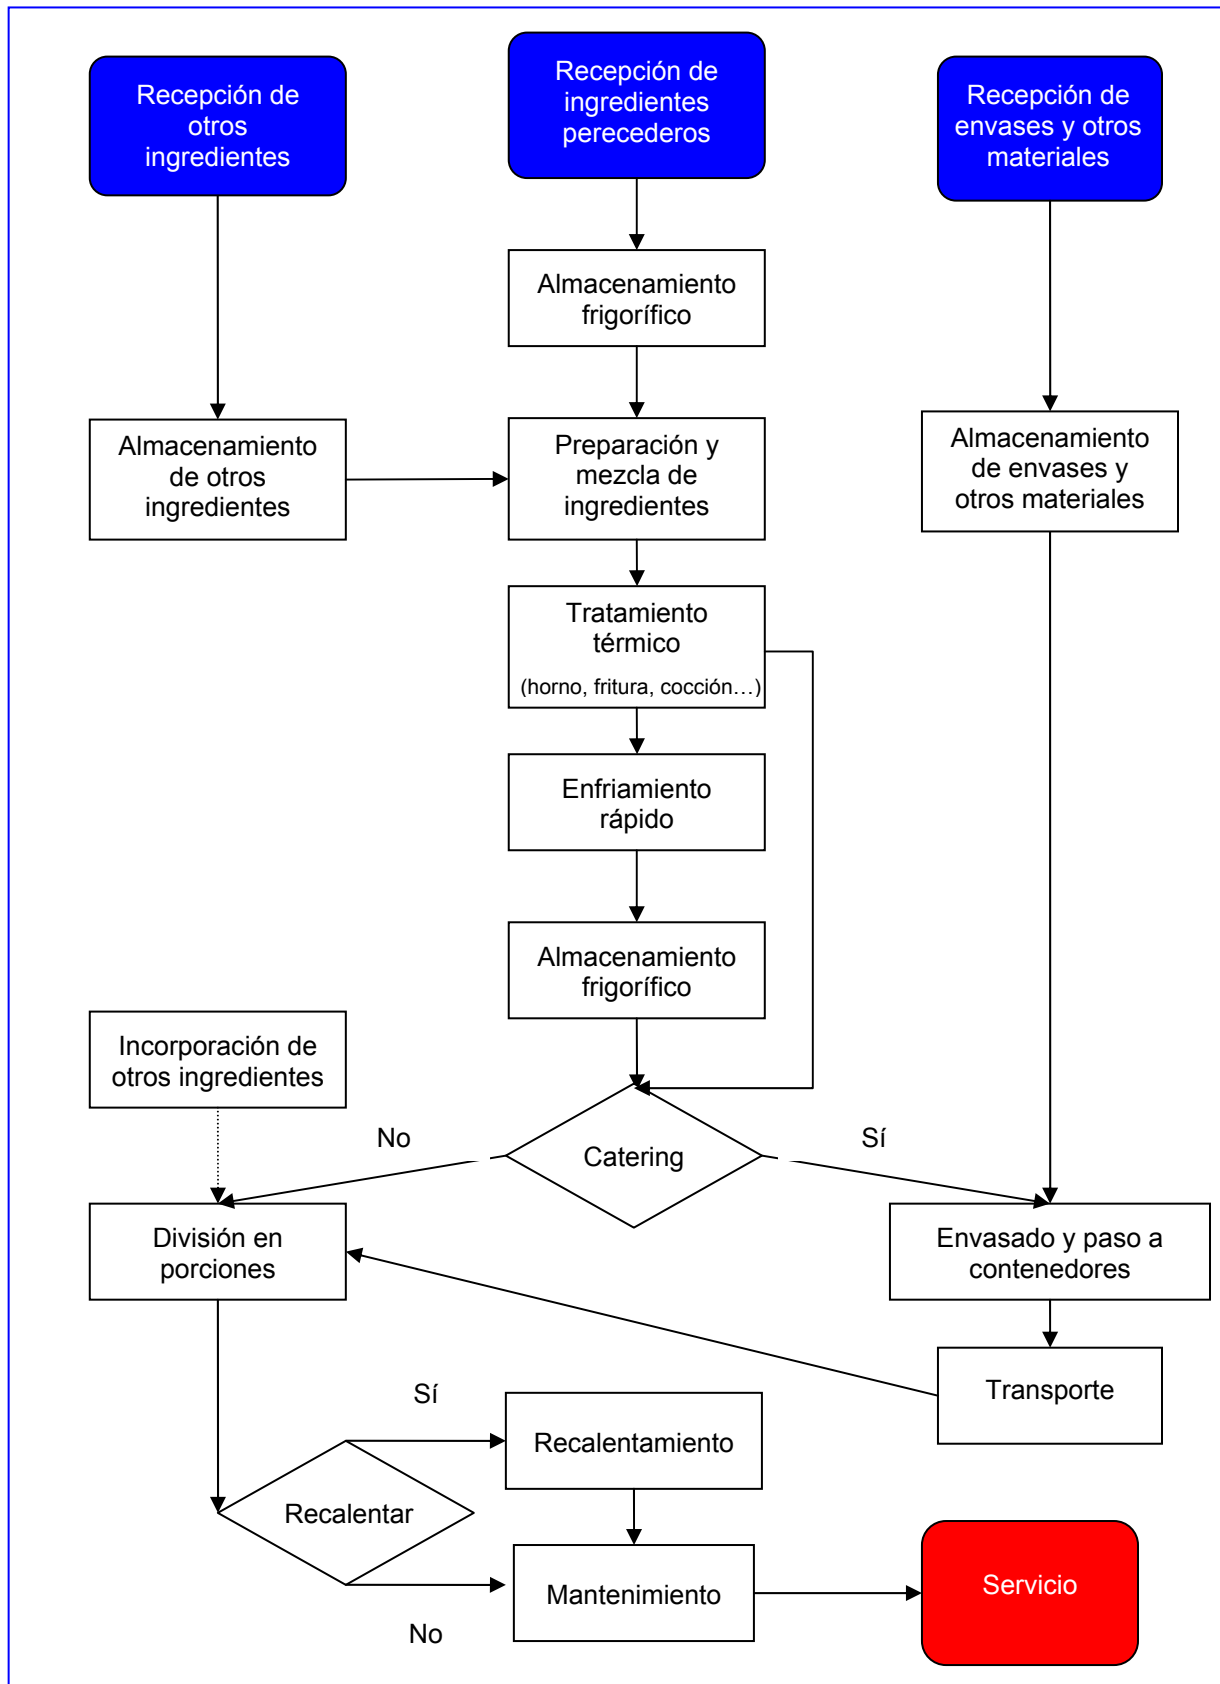 Recepción de
otros
ingredientes
Recepción de
ingredientes
perecederos
Recepción de
envases y otros
materiales
Almacenamiento
frigorífico
Almacenamiento
de otros
ingredientes
Preparación y
mezcla de
ingredientes
Almacenamiento
de envases y
otros materiales
Tratamiento
térmico
(horno, fritura, cocción…)
Enfriamiento
rápido
Almacenamiento
frigorífico
Incorporación de
otros ingredientes
No
Catering
Sí
División en
porciones
Envasado y paso a
contenedores
Transporte
Sí
Recalentamiento
Recalentar
No
Mantenimiento
Servicio